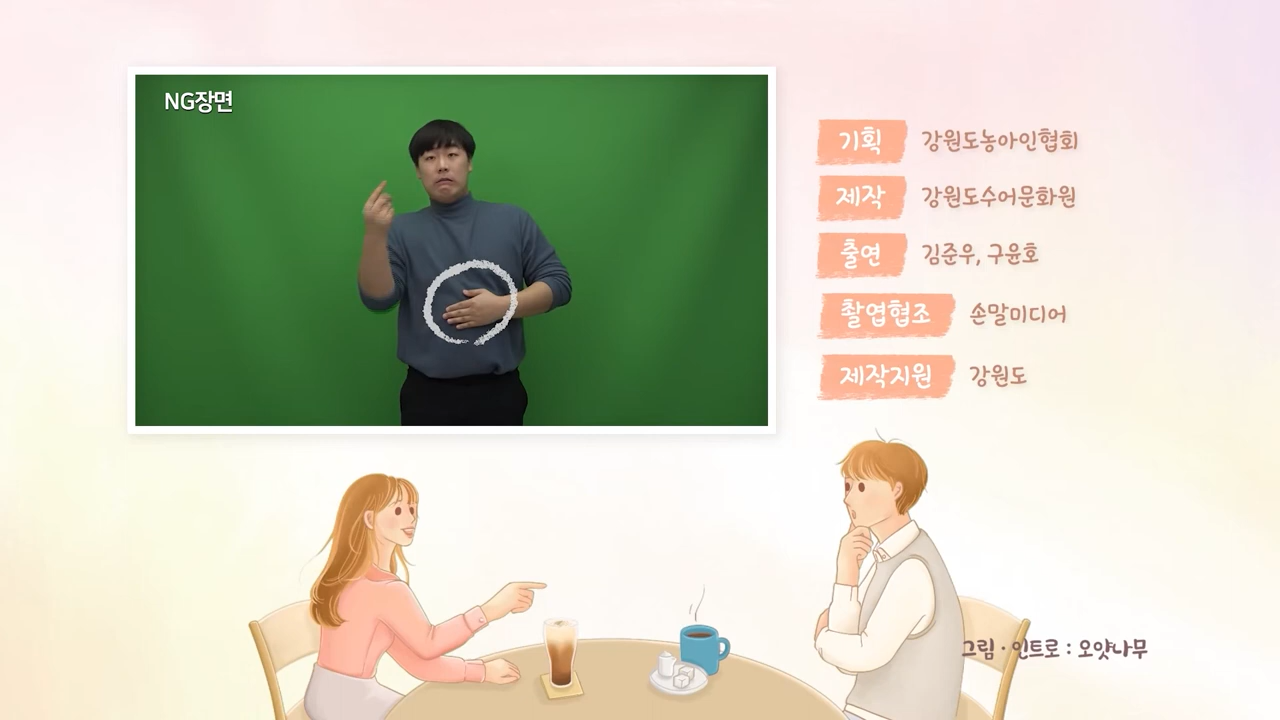 NG장면
기획 강원도농아인협회
제작 강원도수어문화원
출연 김준우, 구윤호
촬엽협조 손말미디어
제작지원 강원도
그림 · 인트로 : 오얏나무